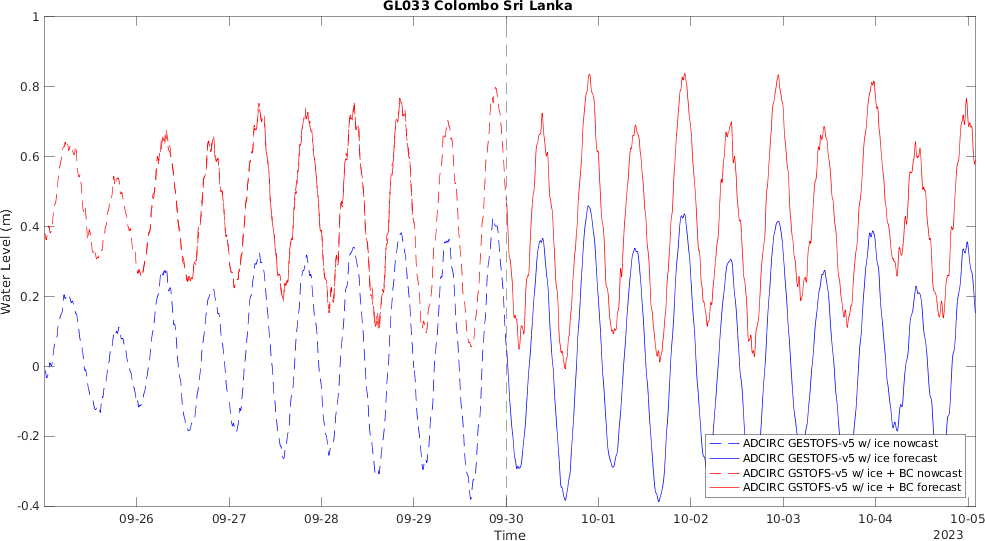 GL033 Colombo Sri Lanka
1
0.8
0.6
0.4
0.2
0
-0.2
-0.4
Water Level (m)
ADCIRC GESTOFS-v5 w/ ice nowcast
ADCIRC GESTOFS-v5 w/ ice forecast
ADCIRC GSTOFS-v5 w/ ice + BC nowcast
ADCIRC GSTOFS-v5 w/ ice + BC forecast
09-26 09-27 09-28 09-29 09-30 10-01 10-02 10-03 10-04 10-05
Time
2023